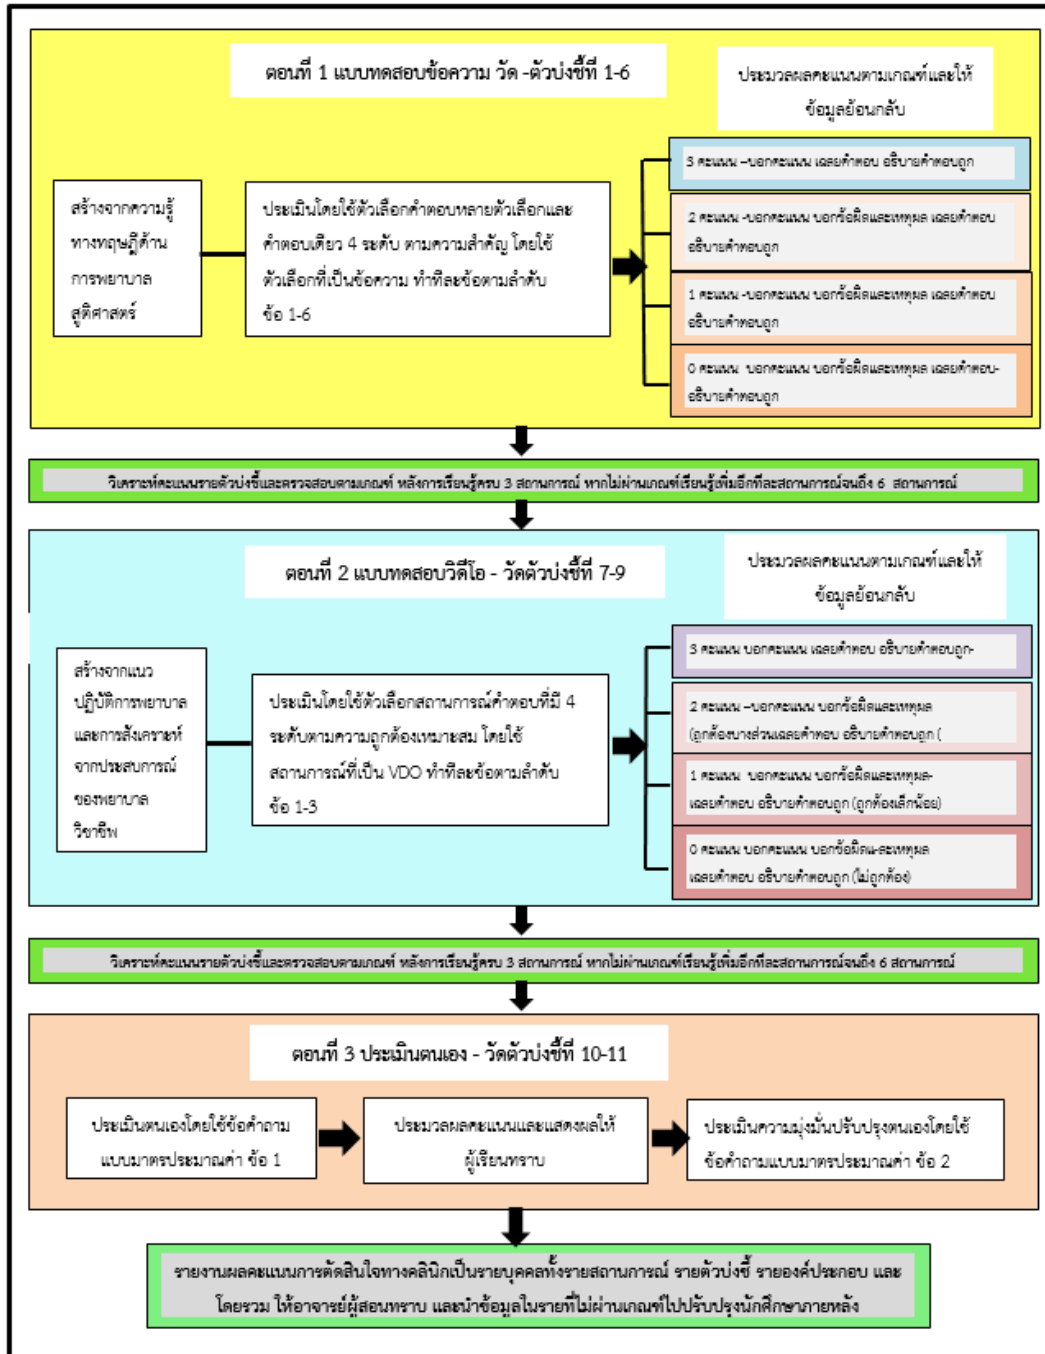 ตอนที่ 1 แบบทดสอบข้อความ วัด -ตัวบ่งชี้ที่ 1-6
ประมวลผลคะแนนตามเกณฑ์และให้
ข้อมูลย้อนกลับ
สร้างจากความรู้
ทางทฤษฎีด้าน
การพยาบาล
สูติศาสตร์
ประเมินโดยใช้ตัวเลือกคำตอบหลายตัวเลือกและ
คำตอบเดียว 4 ระดับ ตามความสำคัญ โดยใช้
ตัวเลือกที่เป็นข้อความ ทำทีละข้อตามลำดับ
ข้อ 1-6
3 คะแนน –บอกคะแนน เฉลยคำตอบ อธิบายคำตอบถูก
2 คะแนน -บอกคะแนน บอกข้อผิดและเหตุผล เฉลยคำตอบ
อธิบายคำตอบถูก
1 คะแนน -บอกคะแนน บอกข้อผิดและเหตุผล เฉลยคำตอบ
อธิบายคำตอบถูก
0 คะแนน บอกคะแนน บอกข้อผิดและเหตุผล เฉลยคำตอบ-
อธิบายคำตอบถูก
วิเคราะห์คะแนนรายตัวบ่งชี้และตรวจสอบตามเกณฑ์ หลังการเรียนรู้ครบ 3 สถานการณ์ หากไม่ผ่านเกณฑ์เรียนรู้เพิ่มอีกทีละสถานการณ์จนถึง 6 สถานการณ์
ตอนที่ 2 แบบทดสอบวิดีโอ - วัดตัวบ่งชี้ที่ 7-9
ประมวลผลคะแนนตามเกณฑ์และให้
ข้อมูลย้อนกลับ
สร้างจากแนว
ปฏิบัติการพยาบาล
และการสังเคราะห์
จากประสบการณ์
ของพยาบาล
วิชาชีพ
ประเมินโดยใช้ตัวเลือกสถานการณ์คำตอบที่มี 4
ระดับตามความถูกต้องเหมาะสม โดยใช้
สถานการณ์ที่เป็น VDO ทำทีละข้อตามลำดับ
ข้อ 1-3
3 คะแนน บอกคะแนน เฉลยคำตอบ อธิบายคำตอบถูก-
2 คะแนน –บอกคะแนน บอกข้อผิดและเหตุผล
(ถูกต้องบางส่วนเฉลยคำตอบ อธิบายคำตอบถูก (
1 คะแนน บอกคะแนน บอกข้อผิดและเหตุผล-
เฉลยคำตอบ อธิบายคำตอบถูก (ถูกต้องเล็กน้อย)
0 คะแนน บอกคะแนน บอกข้อผิดแ-ละเหตุผล
เฉลยคำตอบ อธิบายคำตอบถูก (ไม่ถูกต้อง)
วิเคราะห์คะแนนรายตัวบ่งชี้และตรวจสอบตามเกณฑ์ หลังการเรียนรู้ครบ 3 สถานการณ์ หากไม่ผ่านเกณฑ์เรียนรู้เพิ่มอีกทีละสถานการณ์จนถึง 6 สถานการณ์
ตอนที่ 3 ประเมินตนเอง - วัดตัวบ่งชี้ที่ 10-11
ประเมินตนเองโดยใช้ข้อคำถาม
แบบมาตรประมาณค่า ข้อ 1
ประมวลผลคะแนนและแสดงผลให้
ผู้เรียนทราบ
ประเมินความมุ่งมั่นปรับปรุงตนเองโดยใช้
ข้อคำถามแบบมาตรประมาณค่า ข้อ 2
รายงานผลคะแนนการตัดสินใจทางคลินิกเป็นรายบุคคลทั้งรายสถานการณ์ รายตัวบ่งชี้ รายองค์ประกอบ และ
โดยรวม ให้อาจารย์ผู้สอนทราบ และนำข้อมูลในรายที่ไม่ผ่านเกณฑ์ไปปรับปรุงนักศึกษาภายหลัง